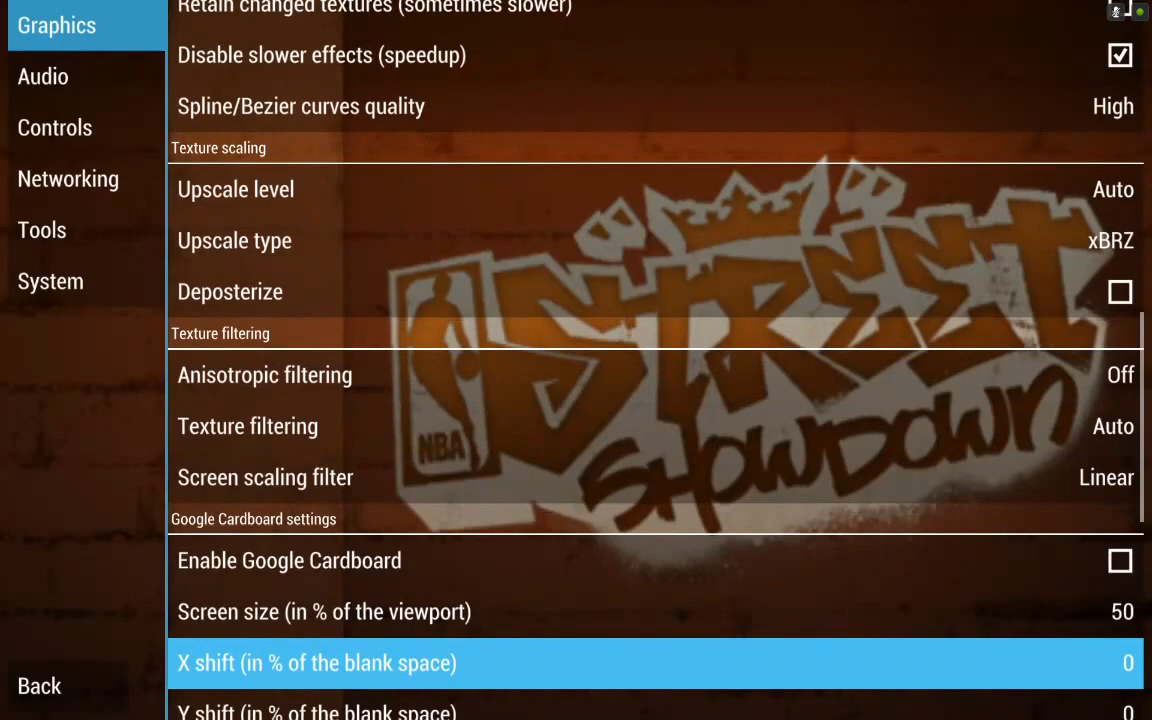 Graphics
Audio
Controls
Networking
Tools
System
Back
Retain changed textures (sometimes slower)
Disable slower effects (speedup)
Spline/Bezier curves quality High
Texture scaling
Upscale level Auto
Upscale type xBRZ
Deposterize
Texture filtering
Anisotropic filtering Off
Texture filtering Auto
Screen scaling filter Linear
Google Cardboard settings
Enable Google Cardboard
Screen size (in % of the viewport) 50
X shift (in % of the blank space) 0
Y shift (in % of the blank space) 0
NBA
STREET
SHOWDOWN